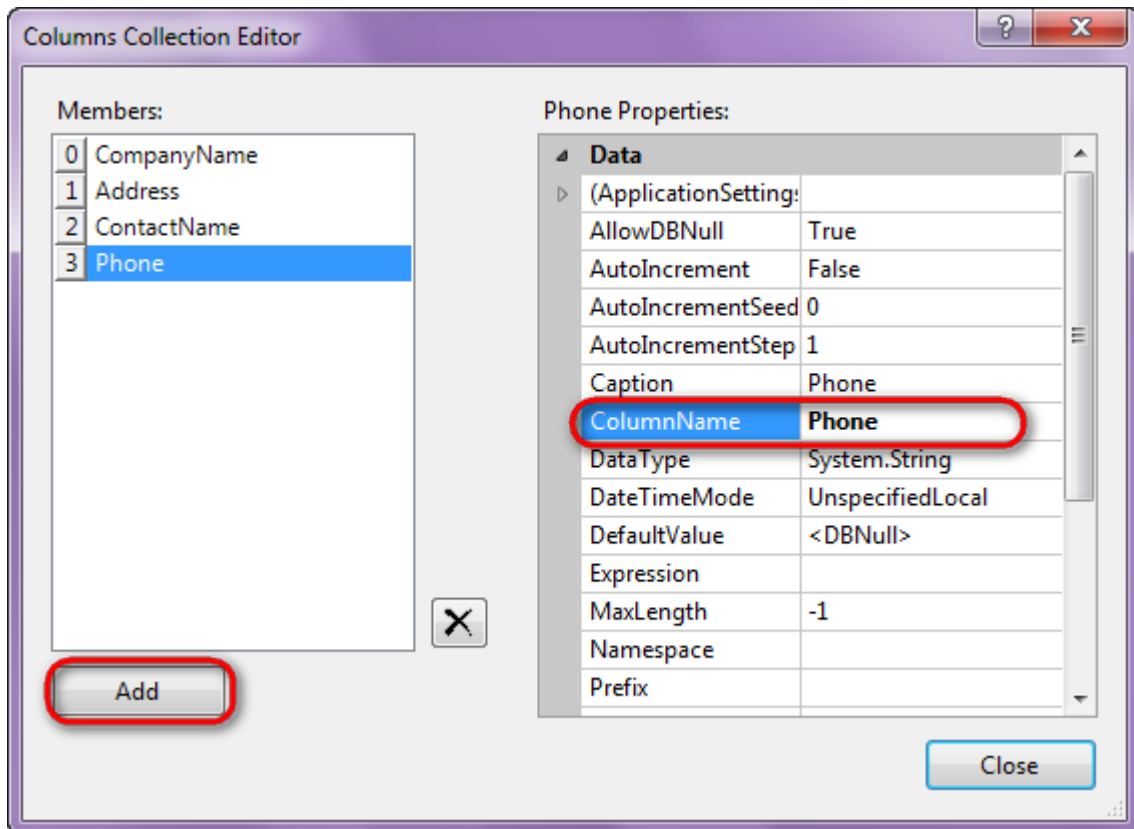 Columns Collection Editor
?
X
Members:
0 CompanyName
1 Address
2 ContactName
3 Phone
Add
Phone Properties:
Data
(ApplicationSettings
AllowDBNull True
AutoIncrement False
AutoIncrementSeed 0
AutoIncrementStep 1
Caption Phone
ColumnName Phone
DataType System.String
DateTimeMode UnspecifiedLocal
DefaultValue <DBNull>
Expression
MaxLength -1
Namespace
Prefix
Close